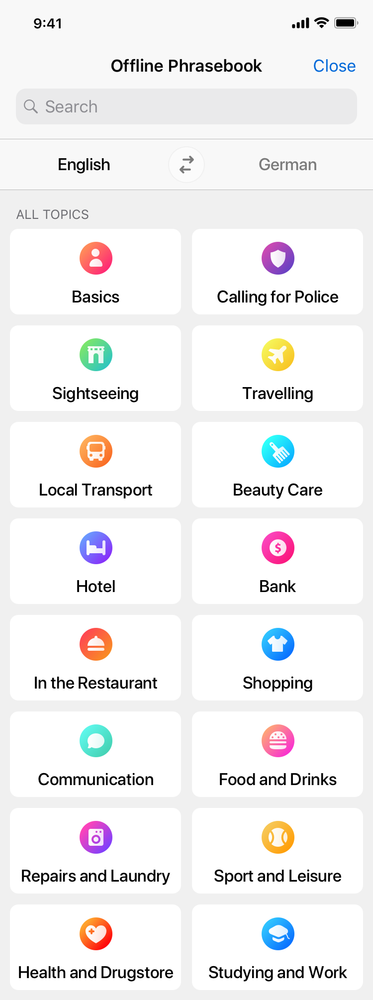 9:41
Offline Phrasebook
Close
Search
English
German
ALL TOPICS
Basics
Calling for Police
Sightseeing
Travelling
Local Transport
Beauty Care
Hotel
$
Bank
In the Restaurant
Shopping
Communication
Food and Drinks
Repairs and Laundry
Sport and Leisure
Health and Drugstore
Studying and Work